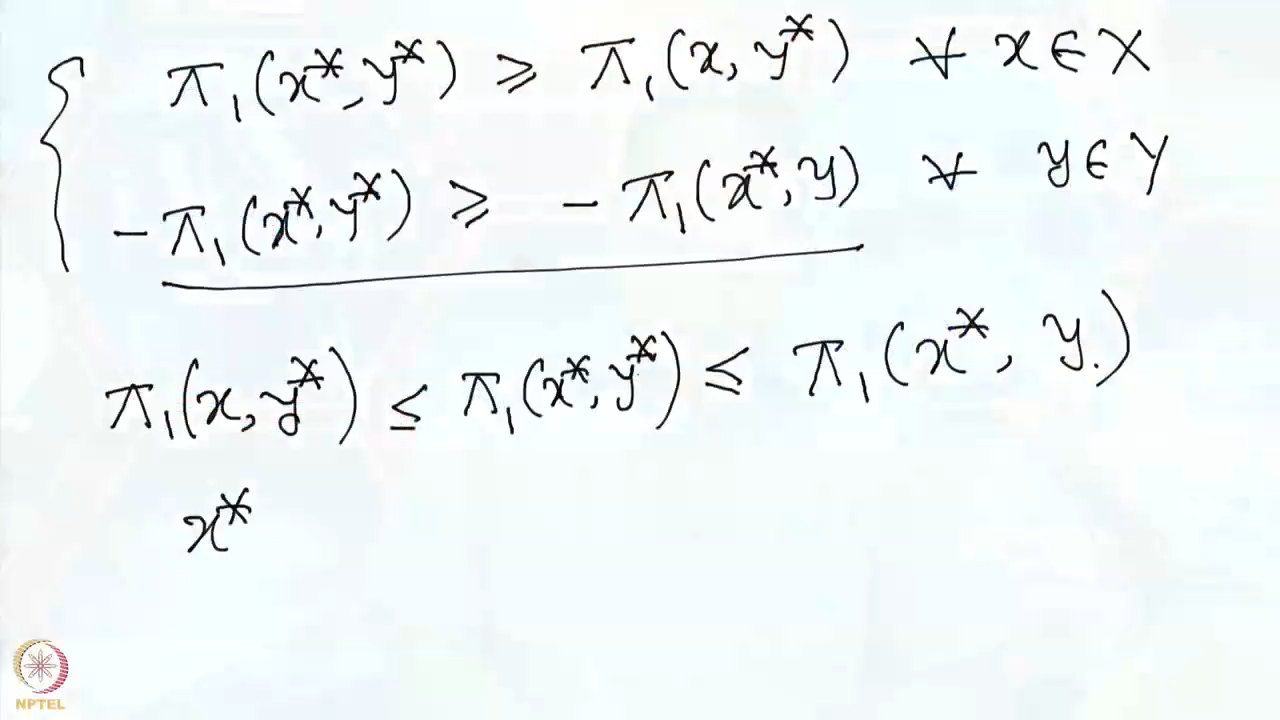 π₁(x*, y*) ≥ π₁(x, y*) ∀ x ∈ X
-π₁(x*, y*) ≥ -π₁(x*, y) ∀ y ∈ Y
π₁(x, y*) ≤ π₁(x*, y*) ≤ π₁(x*, y.)
x*
NPTEL